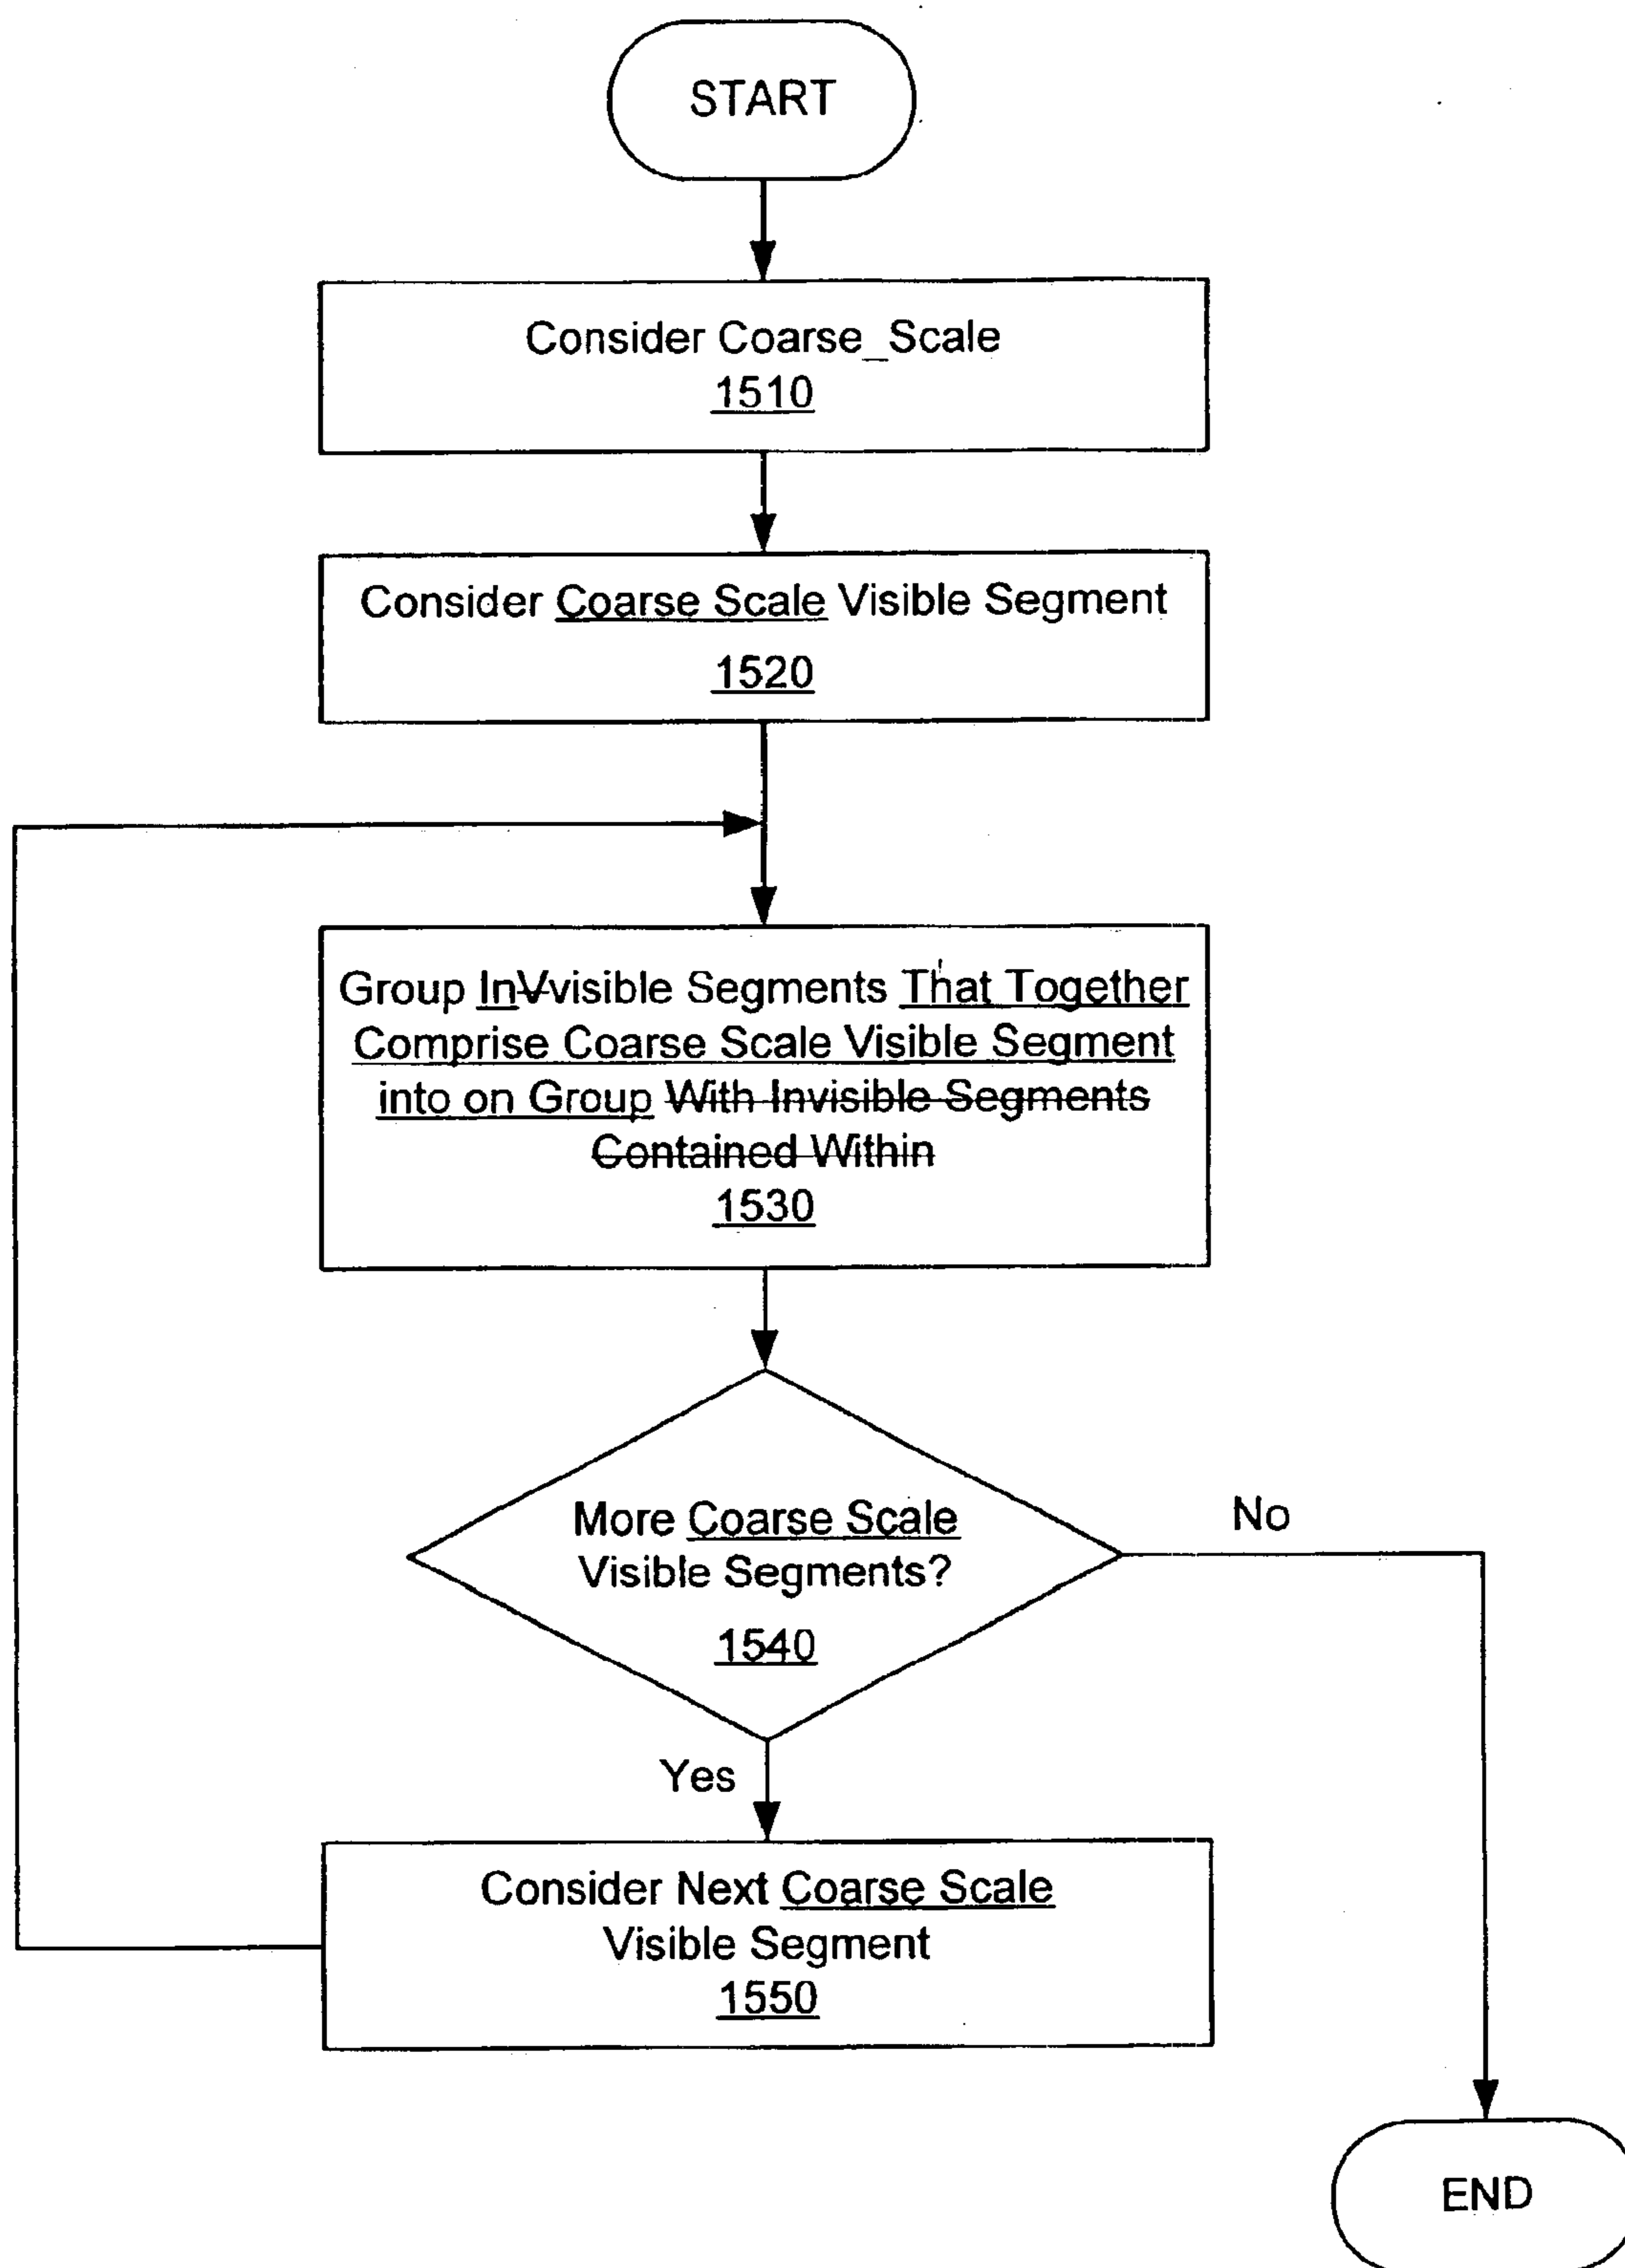 START
Consider Coarse_Scale
1510
Consider Coarse Scale Visible Segment
1520
Group InVvisible Segments That Together
Comprise Coarse Scale Visible Segment
into on Group With Invisible Segments
Contained Within
1530
More Coarse Scale
Visible Segments?
1540
No
Yes
Consider Next Coarse Scale
Visible Segment
1550
END